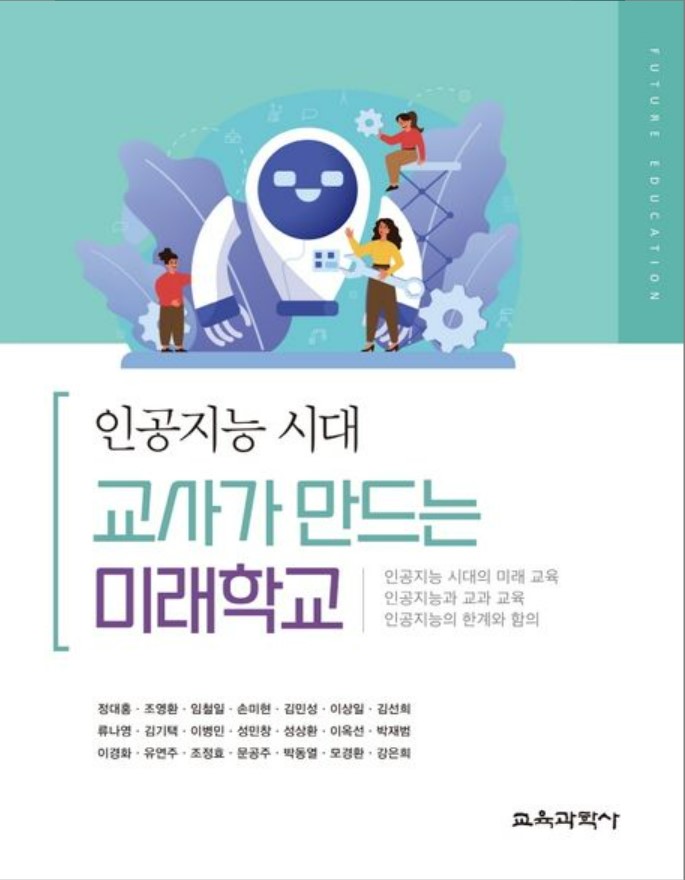 FUTURE EDUCATION
인공지능 시대
교사가 만드는
미래학교
인공지능 시대의 미래 교육
인공지능과 교과 교육
인공지능의 한계와 함의
정대홍 · 조영환 · 임철일 · 손미현 · 김민성 · 이상일 · 김선희
류나영 · 김기택 · 이병민 · 성민창 · 성상환 · 이옥선 · 박재범
이경화 · 유연주 · 조정효 · 문공주 · 박동열 · 모경환 · 강은희
교육과학사